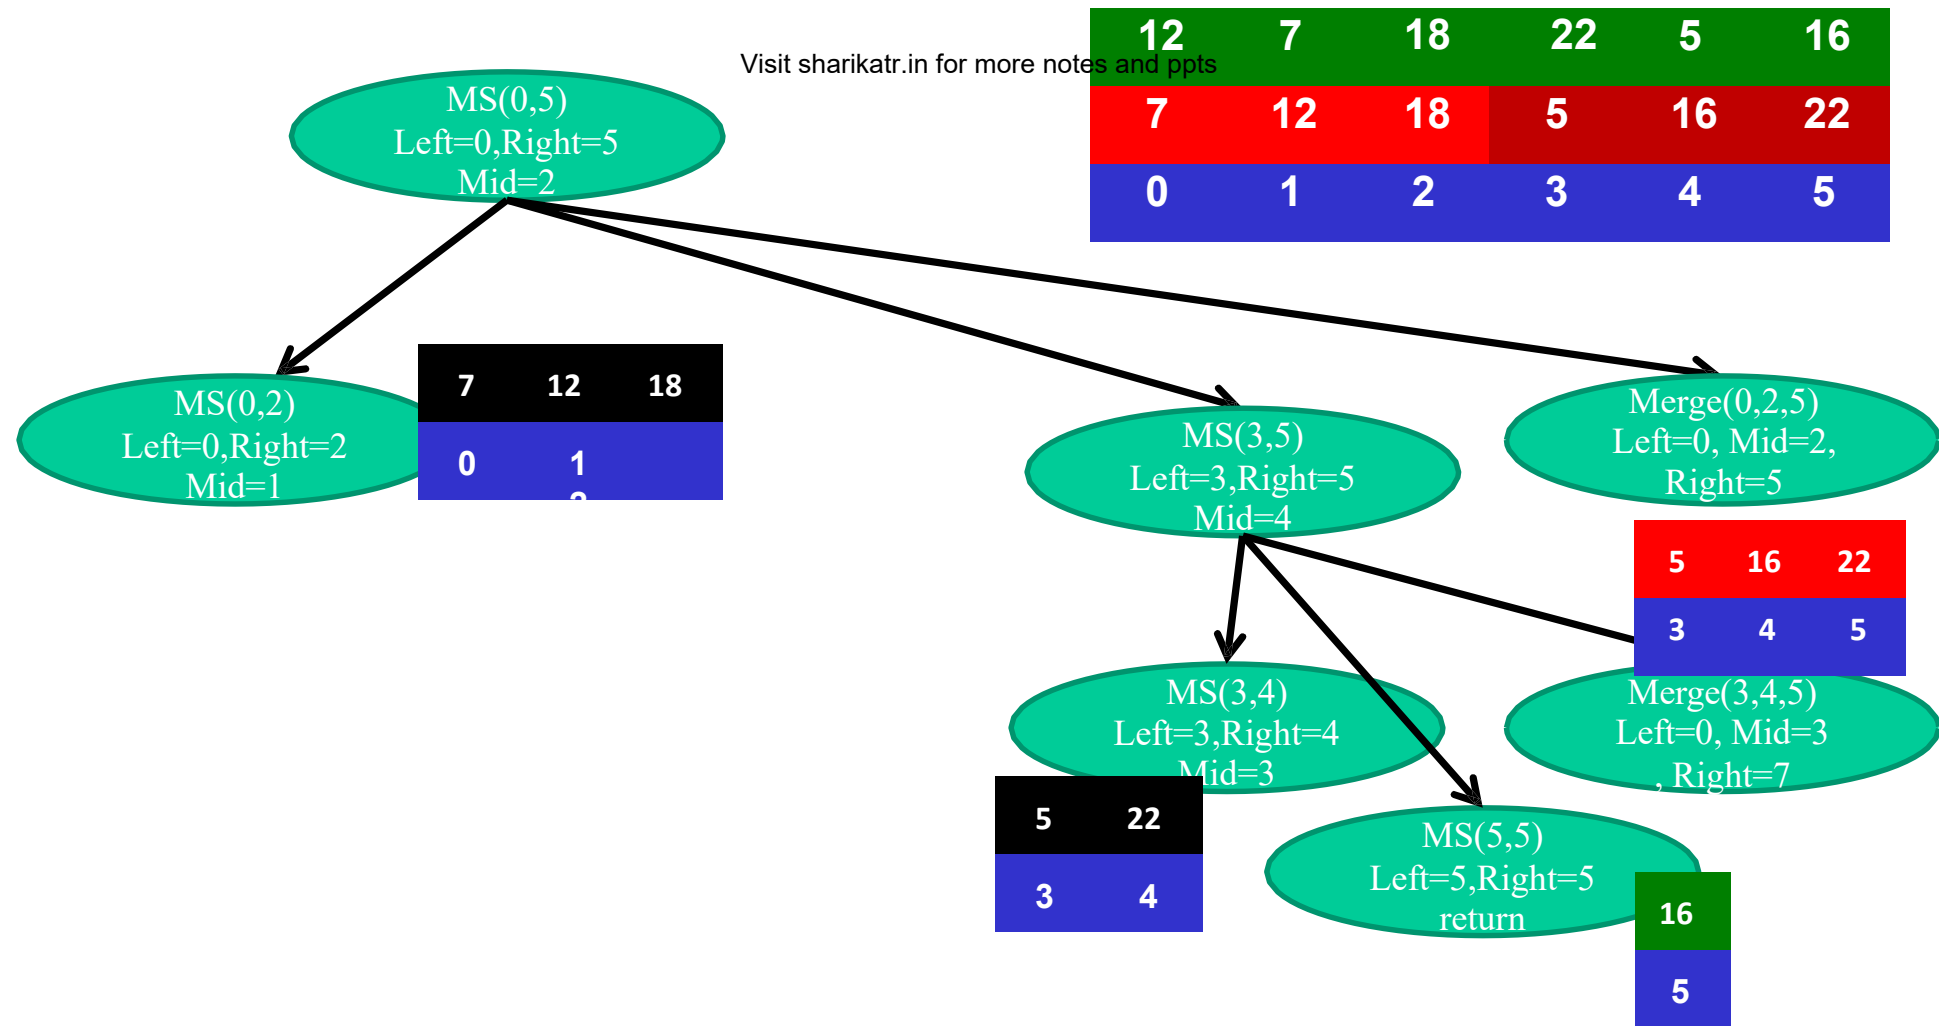 Visit sharikatr.in for more notes and ppts
12 7 18 22 5 16
7 12 18 5 16 22
0 1 2 3 4 5
MS(0,5)
Left=0,Right=5
Mid=2
MS(0,2)
Left=0,Right=2
Mid=1
7 12 18
0 1
MS(3,5)
Left=3,Right=5
Mid=4
Merge(0,2,5)
Left=0, Mid=2,
Right=5
5 16 22
3 4 5
MS(3,4)
Left=3,Right=4
Mid=3
5 22
3 4
Merge(3,4,5)
Left=0, Mid=3
, Right=7
MS(5,5)
Left=5,Right=5
return
16
5